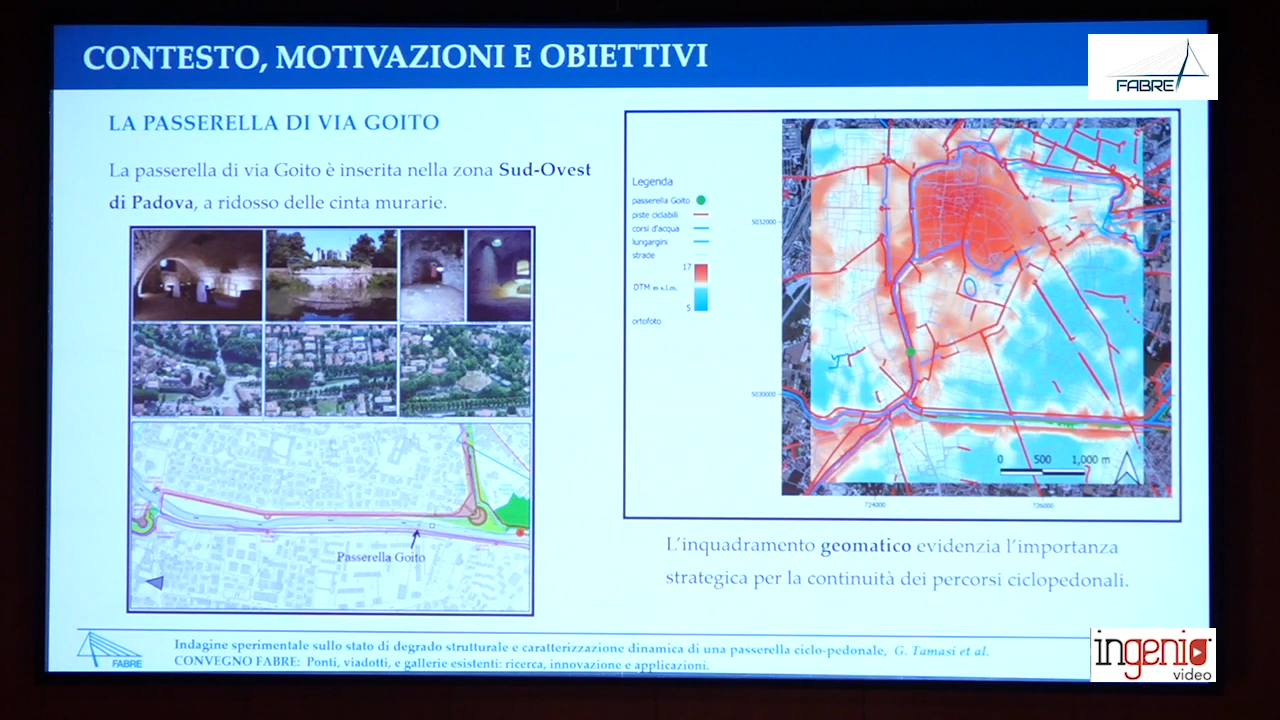 CONTESTO, MOTIVAZIONI E OBIETTIVI
FABRE
LA PASSERELLA DI VIA GOITO
La passerella di via Goito è inserita nella zona Sud-Ovest
di Padova, a ridosso delle cinta murarie.
Passerella Goito
Legenda
passerella Goito
piste ciclabili
corsi d'acqua
lungargini
strade
17
DTM m s.l.m.
5
ortofoto
5032000
5030000
0 500 1,000 m
724000 726000
L'inquadramento geomatico evidenzia l'importanza
strategica per la continuità dei percorsi ciclopedonali.
FABRE
Indagine sperimentale sullo stato di degrado strutturale e caratterizzazione dinamica di una passerella ciclo-pedonale, G. Tamasi et al.
CONVEGNO FABRE: Ponti, viadotti, e gallerie esistenti: ricerca, innovazione e applicazioni.
ingenio
video